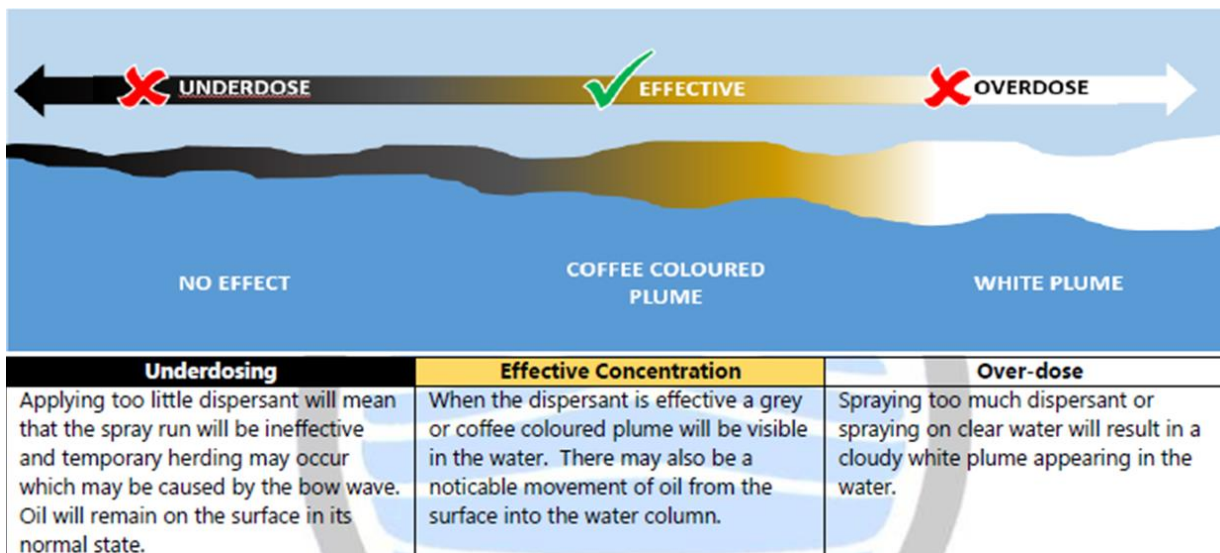 UNDERDOSE
EFFECTIVE
OVERDOSE
NO EFFECT
COFFEE COLOURED
PLUME
WHITE PLUME
Underdosing
Applying too little dispersant will mean
that the spray run will be ineffective
and temporary herding may occur
which may be caused by the bow wave.
Oil will remain on the surface in its
normal state.
Effective Concentration
When the dispersant is effective a grey
or coffee coloured plume will be visible
in the water.  There may also be a
noticable movement of oil from the
surface into the water column.
Over-dose
Spraying too much dispersant or
spraying on clear water will result in a
cloudy white plume appearing in the
water.